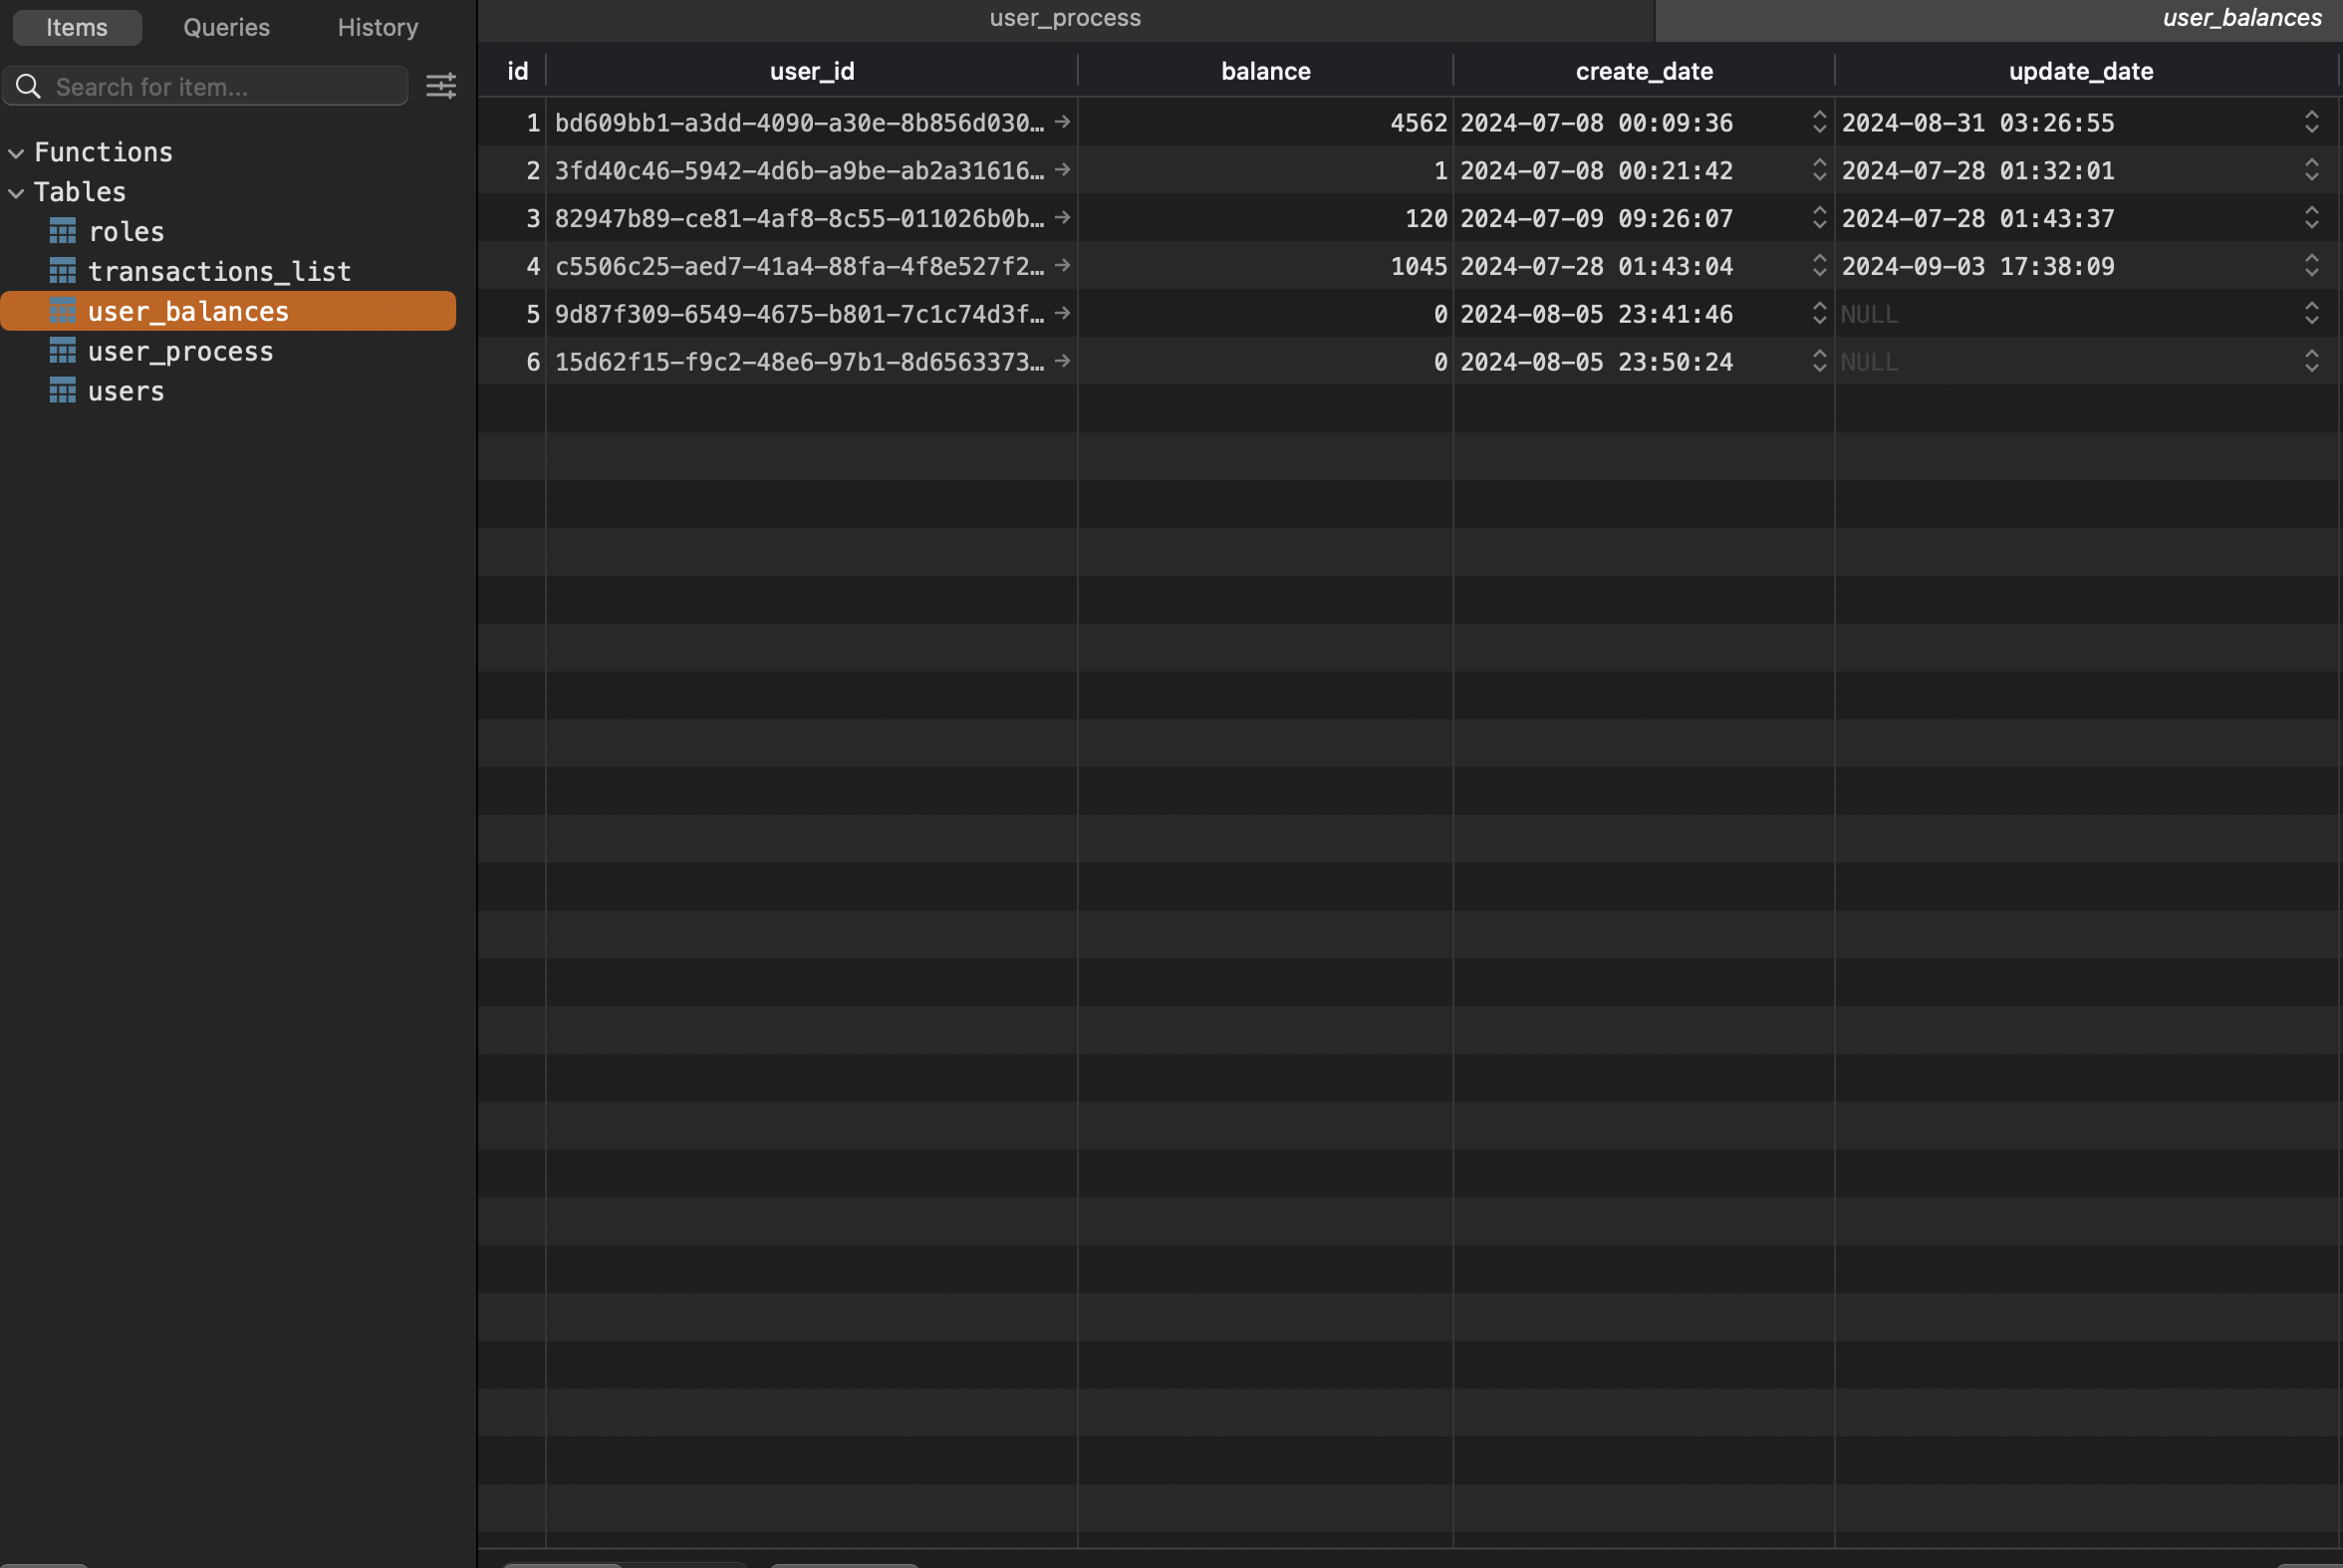 Items Queries History
Search for item...
Functions
Tables
roles
transactions_list
user_balances
user_process
users
user_process user_balances
id user_id balance create_date update_date
1 bd609bb1-a3dd-4090-a30e-8b856d030… 4562 2024-07-08 00:09:36 2024-08-31 03:26:55
2 3fd40c46-5942-4d6b-a9be-ab2a31616… 1 2024-07-08 00:21:42 2024-07-28 01:32:01
3 82947b89-ce81-4af8-8c55-011026b0b… 120 2024-07-09 09:26:07 2024-07-28 01:43:37
4 c5506c25-aed7-41a4-88fa-4f8e527f2… 1045 2024-07-28 01:43:04 2024-09-03 17:38:09
5 9d87f309-6549-4675-b801-7c1c74d3f… 0 2024-08-05 23:41:46 NULL
6 15d62f15-f9c2-48e6-97b1-8d6563373… 0 2024-08-05 23:50:24 NULL